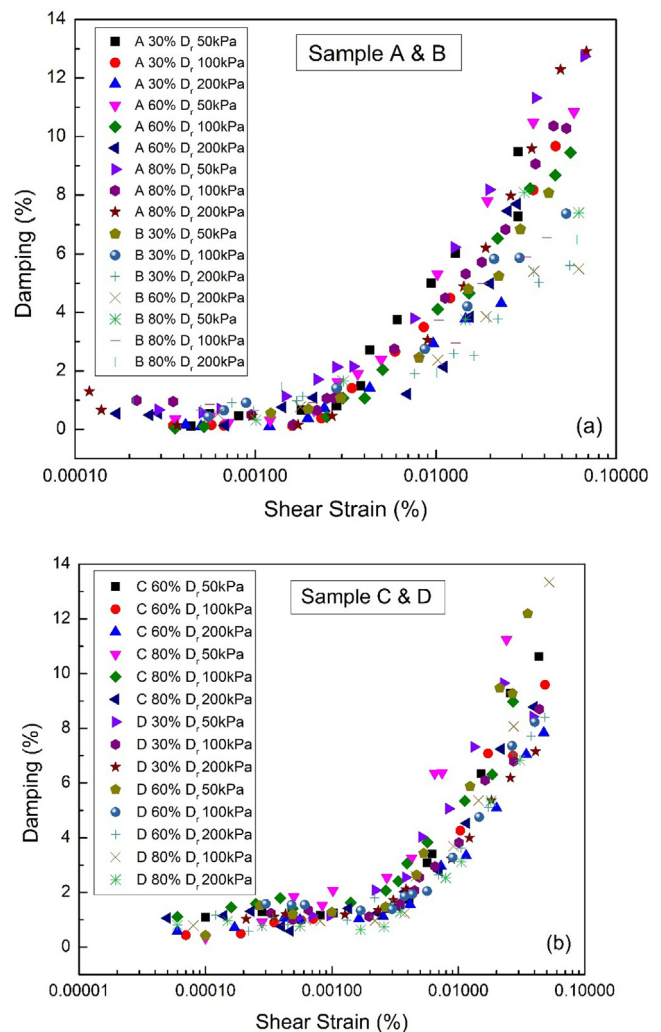 14
12
10
8
6
4
2
0
Damping (%)
A 30% Dr 50kPa
A 30% Dr 100kPa
A 30% Dr 200kPa
A 60% Dr 50kPa
A 60% Dr 100kPa
A 60% Dr 200kPa
A 80% Dr 50kPa
A 80% Dr 100kPa
A 80% Dr 200kPa
B 30% Dr 50kPa
B 30% Dr 100kPa
B 30% Dr 200kPa
B 60% Dr 200kPa
B 80% Dr 50kPa
B 80% Dr 100kPa
B 80% Dr 200kPa
Sample A & B
(a)
0.00010 0.00100 0.01000 0.10000
Shear Strain (%)
14
12
10
8
6
4
2
0
Damping (%)
C 60% Dr 50kPa
C 60% Dr 100kPa
C 60% Dr 200kPa
C 80% Dr 50kPa
C 80% Dr 100kPa
C 80% Dr 200kPa
D 30% Dr 50kPa
D 30% Dr 100kPa
D 30% Dr 200kPa
D 60% Dr 50kPa
D 60% Dr 100kPa
D 60% Dr 200kPa
D 80% Dr 100kPa
D 80% Dr 200kPa
Sample C & D
(b)
0.00001 0.00010 0.00100 0.01000 0.10000
Shear Strain (%)